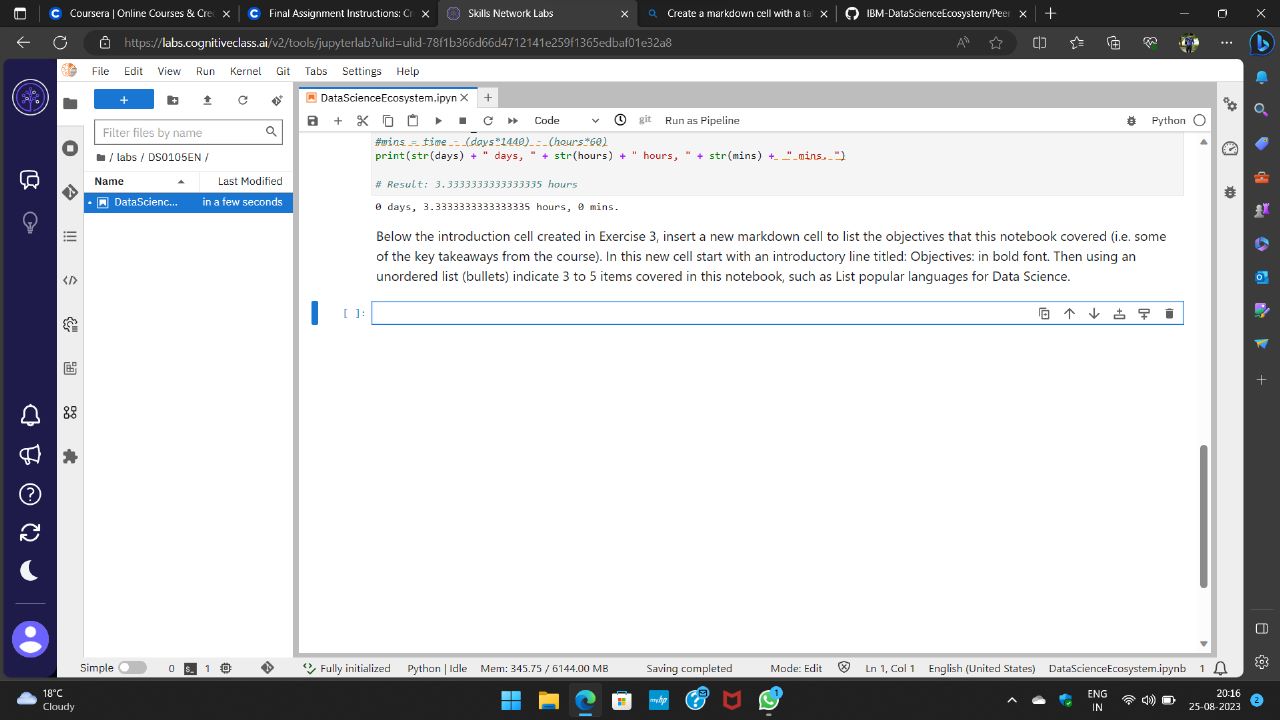 Coursera | Online Courses & Cre
Final Assignment Instructions: Cr
Skills Network Labs
Create a markdown cell with a ta
IBM-DataScienceEcosystem/Peer
https://labs.cognitiveclass.ai/v2/tools/jupyterlab?ulid=ulid-78f1b366d66d4712141e259f1365edbaf01e32a8
File Edit View Run Kernel Git Tabs Settings Help
DataScienceEcosystem.ipyn
Filter files by name
Code
git
Run as Pipeline
Python
/ labs / DS0105EN /
Name
Last Modified
DataScienc...
in a few seconds
#mins = time - (days*1440) - (hours*60)
print(str(days) + " days, " + str(hours) + " hours, " + str(mins) + " mins. ")
# Result: 3.3333333333333335 hours
0 days, 3.3333333333333335 hours, 0 mins.
Below the introduction cell created in Exercise 3, insert a new markdown cell to list the objectives that this notebook covered (i.e. some
of the key takeaways from the course). In this new cell start with an introductory line titled: Objectives: in bold font. Then using an
unordered list (bullets) indicate 3 to 5 items covered in this notebook, such as List popular languages for Data Science.
[ ]:
Simple
0
1
Fully initialized
Python | Idle
Mem: 345.75 / 6144.00 MB
Saving completed
Mode: Edit
Ln 1, Col 1
English (United States)
DataScienceEcosystem.ipynb
1
18°C
Cloudy
1
ENG
IN
20:16
25-08-2023
2